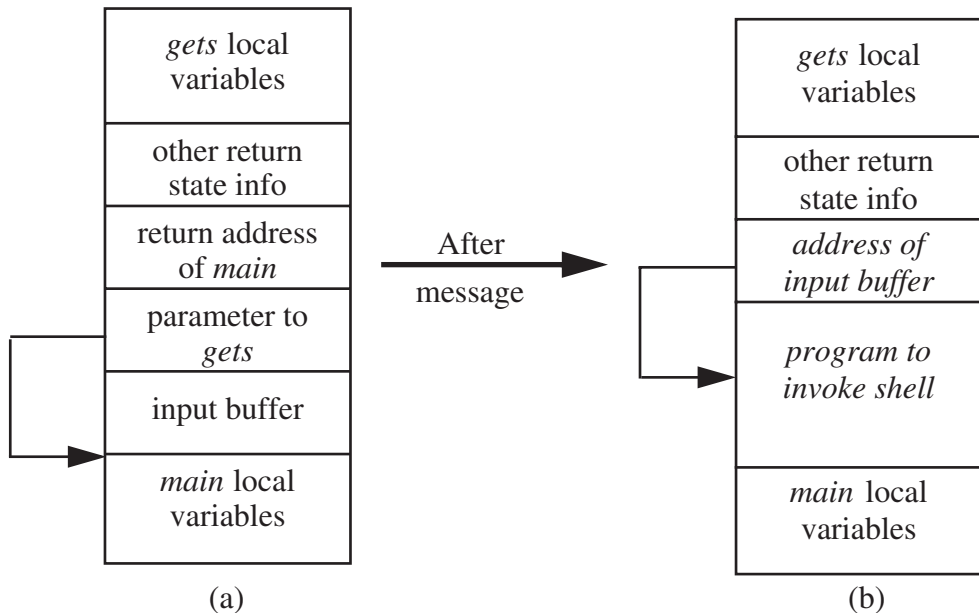 gets local
variables
other return
state info
return address
of main
parameter to
gets
input buffer
main local
variables
(a)
After
message
gets local
variables
other return
state info
address of
input buffer
program to
invoke shell
main local
variables
(b)